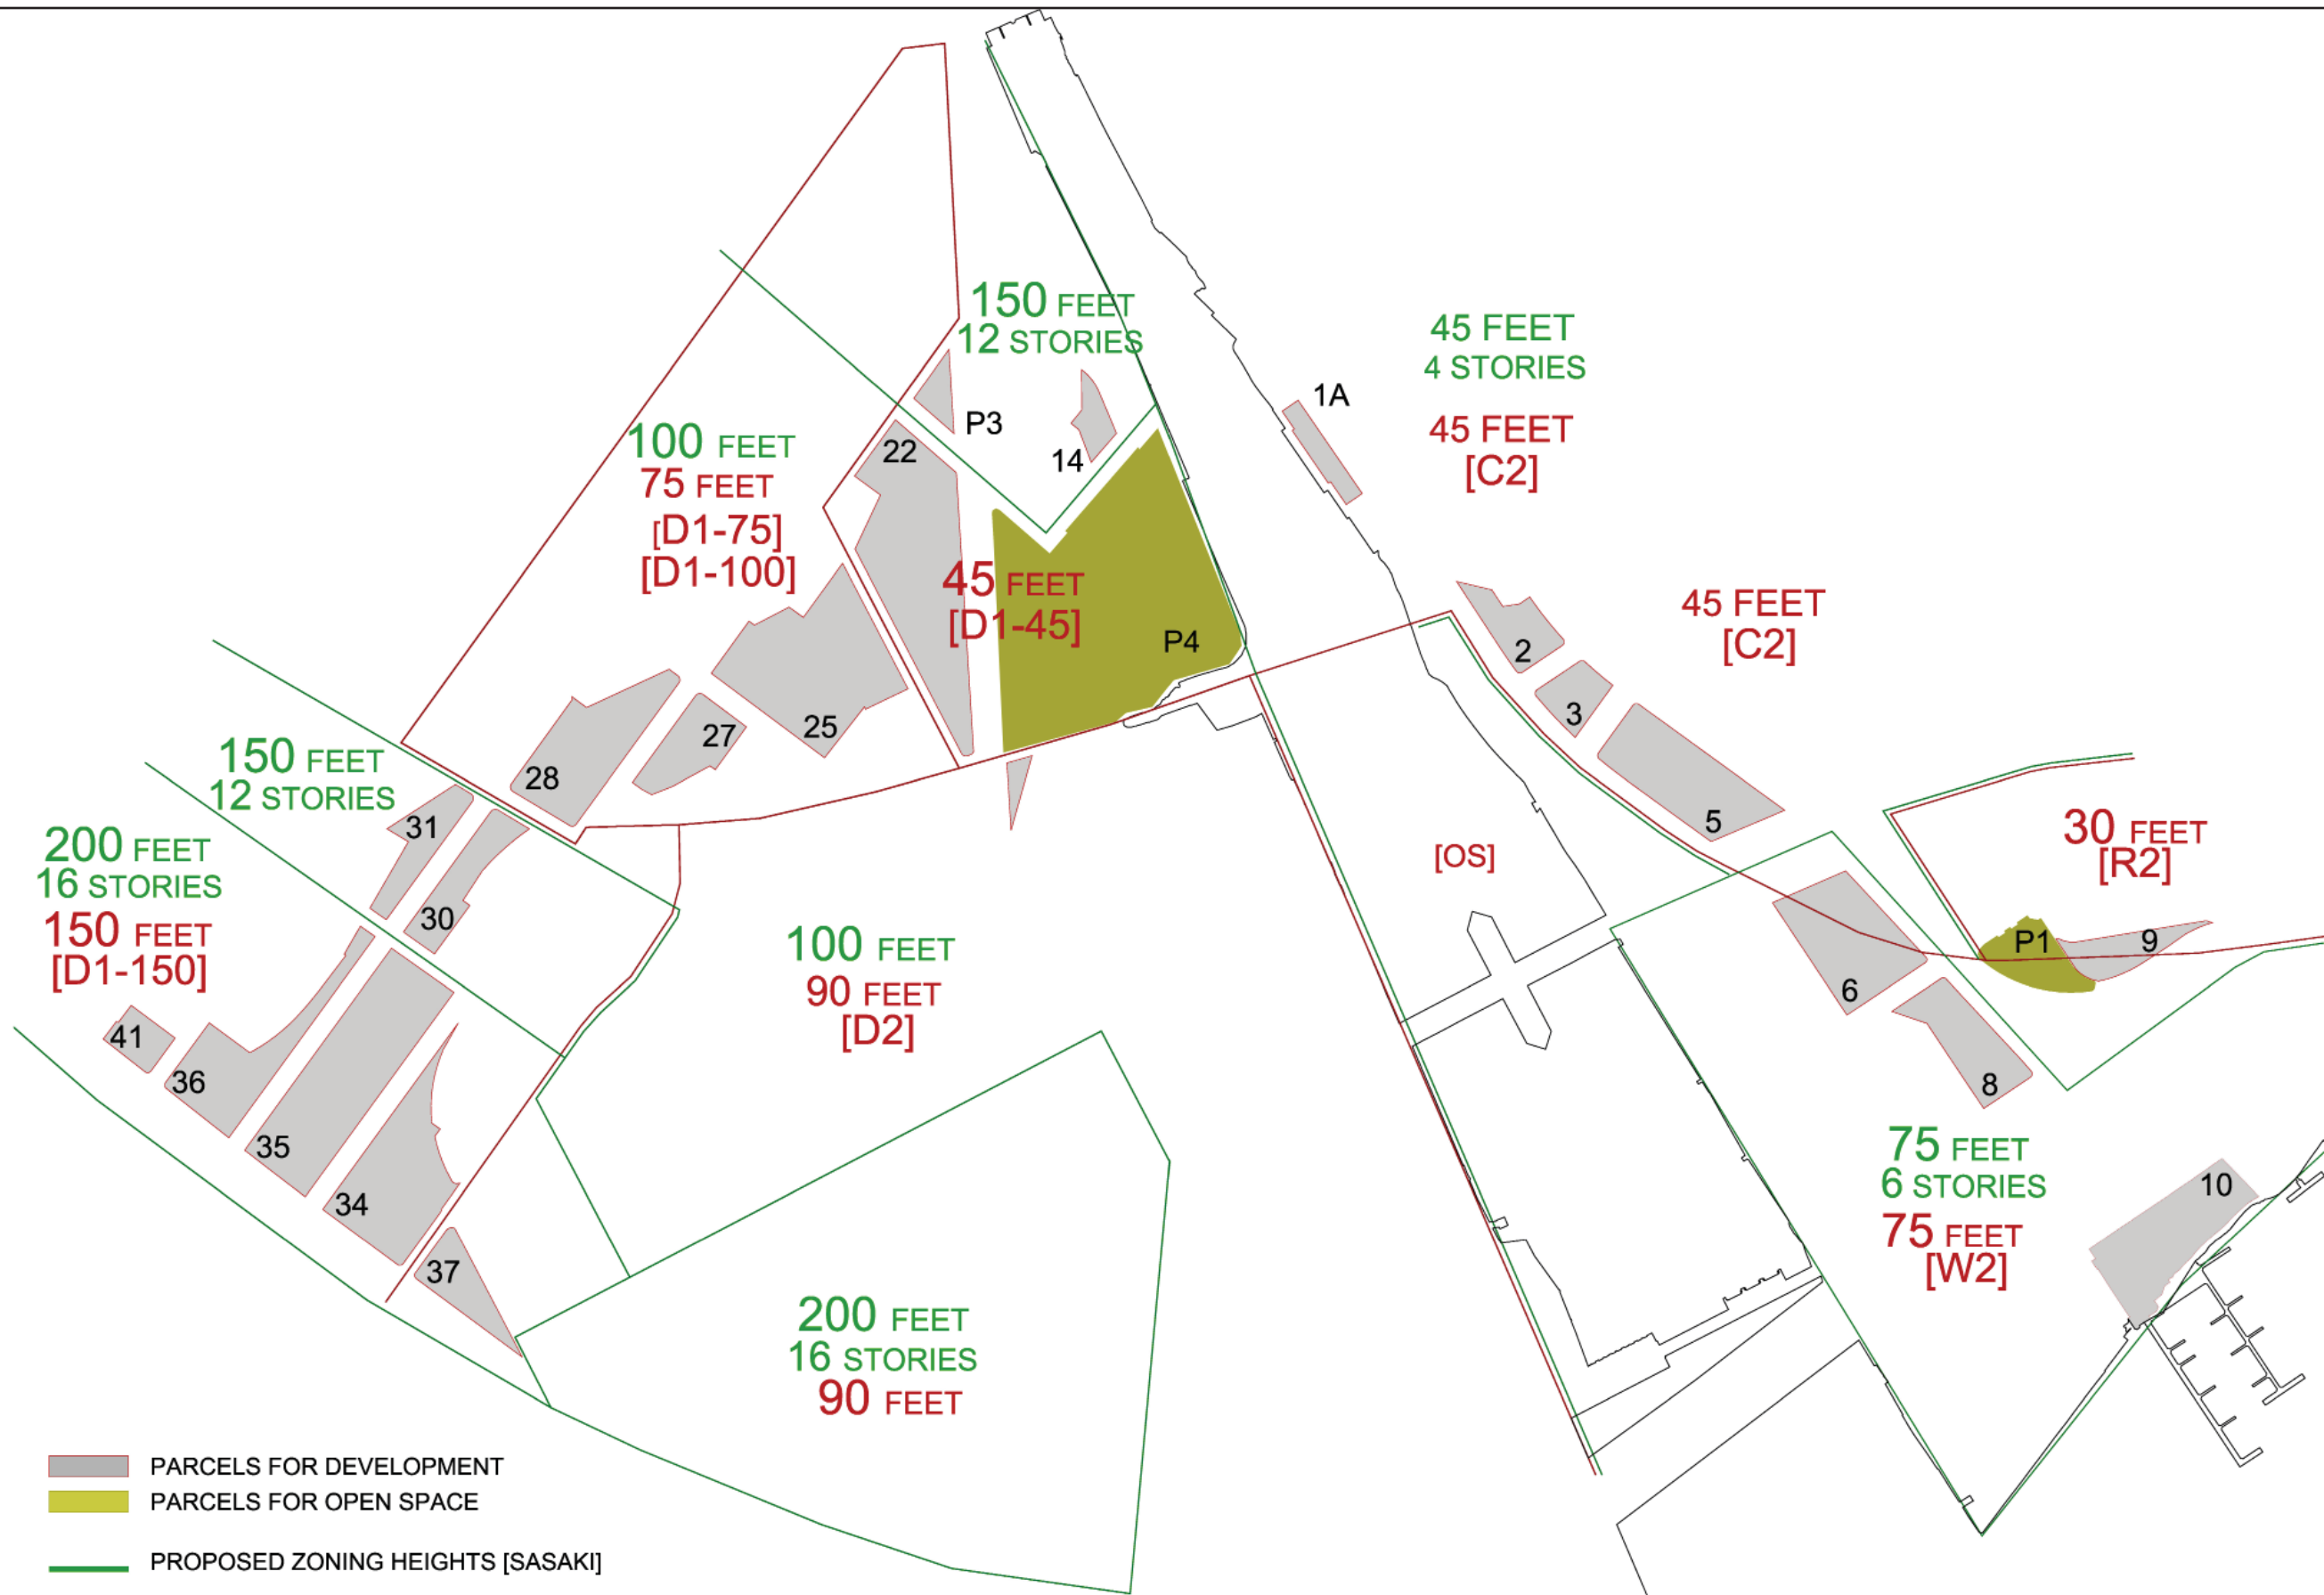 150 FEET
12 STORIES
45 FEET
4 STORIES
45 FEET
[C2]
1A
P3
14
22
100 FEET
75 FEET
[D1-75]
[D1-100]
45 FEET
[D1-45]
P4
45 FEET
[C2]
2
3
5
28
27
25
150 FEET
12 STORIES
31
30
200 FEET
16 STORIES
150 FEET
[D1-150]
[OS]
30 FEET
[R2]
P1
9
6
8
100 FEET
90 FEET
[D2]
41
36
35
34
37
75 FEET
6 STORIES
75 FEET
[W2]
10
200 FEET
16 STORIES
90 FEET
PARCELS FOR DEVELOPMENT
PARCELS FOR OPEN SPACE
PROPOSED ZONING HEIGHTS [SASAKI]